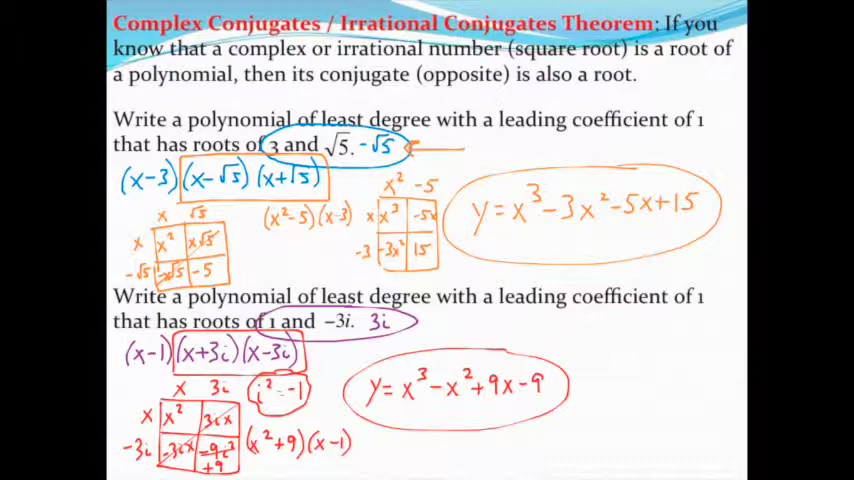 Complex Conjugates / Irrational Conjugates Theorem: If you
know that a complex or irrational number (square root) is a root of
a polynomial, then its conjugate (opposite) is also a root.
Write a polynomial of least degree with a leading coefficient of 1
that has roots of 3 and √5. -√5
(x-3) (x-√5) (x+√5)
x² -5
x √5
(x²-5)(x-3)
x x³ -5x
y = x³ - 3x² - 5x + 15
x x² x√5
-3 -3x² 15
-√5 -x√5 -5
Write a polynomial of least degree with a leading coefficient of 1
that has roots of 1 and -3i. 3i
(x-1) (x+3i)(x-3i)
x 3i
i² = -1
y = x³ - x² + 9x - 9
x x² 3ix
-3i -3ix -9i²
+9
(x²+9)(x-1)